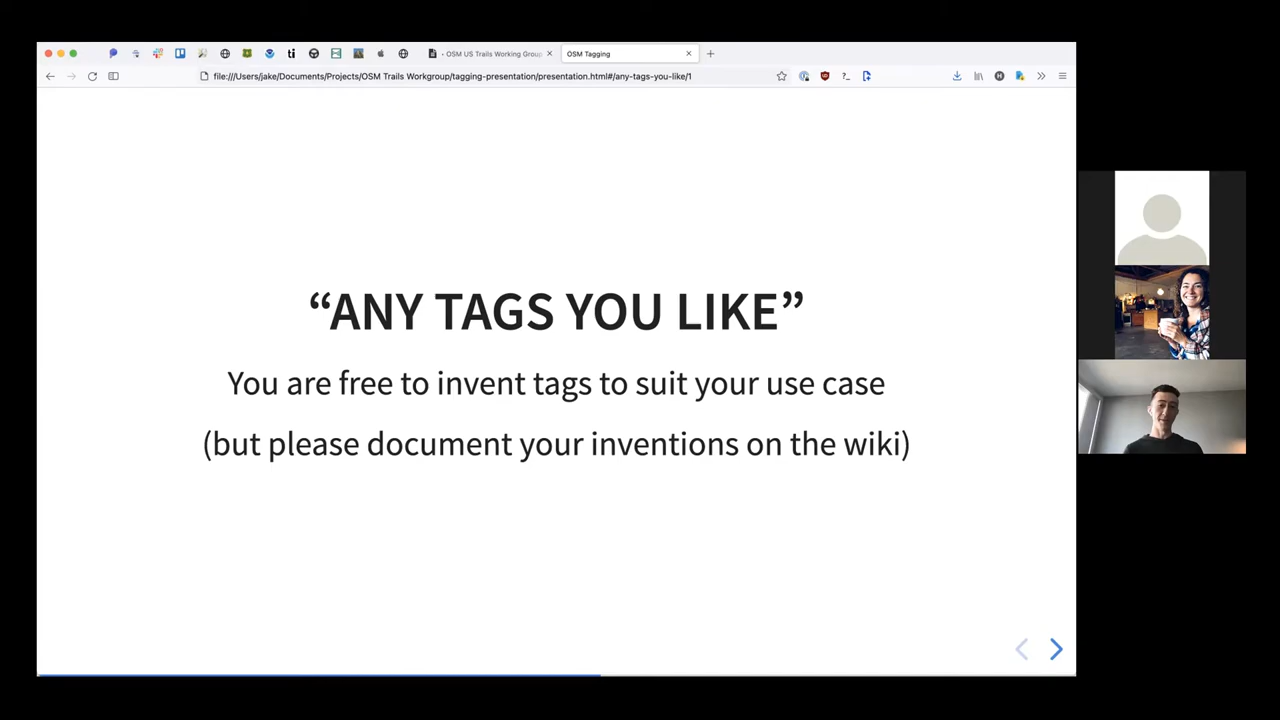 OSM US Trails Working Group
OSM Tagging
file:///Users/jake/Documents/Projects/OSM Trails Workgroup/tagging-presentation/presentation.html#/any-tags-you-like/1
“ANY TAGS YOU LIKE”
You are free to invent tags to suit your use case
(but please document your inventions on the wiki)